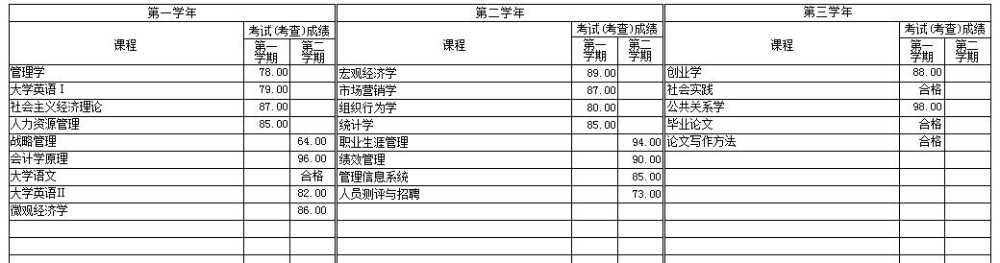 第一学年 第二学年 第三学年
课程 考试(考查)成绩 课程 考试(考查)成绩 课程 考试(考查)成绩
第一学期 第二学期 第一学期 第二学期 第一学期 第二学期
管理学 78.00 宏观经济学 89.00 创业学 88.00
大学英语Ⅰ 79.00 市场营销学 87.00 社会实践 合格
社会主义经济理论 87.00 组织行为学 80.00 公共关系学 98.00
人力资源管理 85.00 统计学 85.00 毕业论文 合格
战略管理 64.00 职业生涯管理 94.00 论文写作方法 合格
会计学原理 96.00 绩效管理 90.00
大学语文 合格 管理信息系统 85.00
大学英语Ⅱ 82.00 人员测评与招聘 73.00
微观经济学 86.00